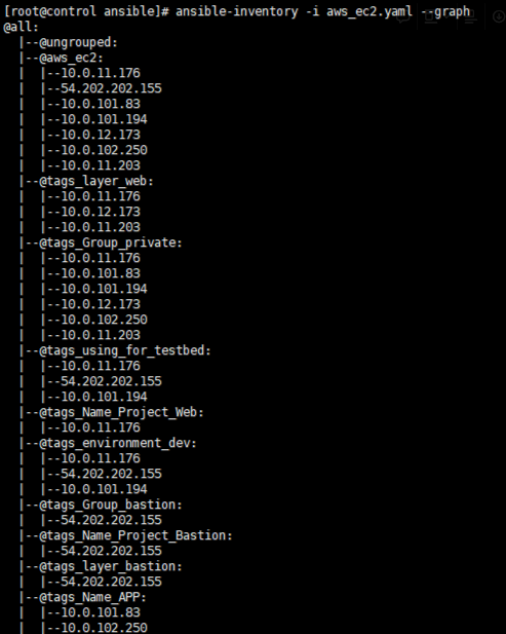 [root@control ansible]# ansible-inventory -i aws_ec2.yaml --graph
@all:
  |--@ungrouped:
  |--@aws_ec2:
  |  |--10.0.11.176
  |  |--54.202.202.155
  |  |--10.0.101.83
  |  |--10.0.101.194
  |  |--10.0.12.173
  |  |--10.0.102.250
  |  |--10.0.11.203
  |--@tags_layer_web:
  |  |--10.0.11.176
  |  |--10.0.12.173
  |  |--10.0.11.203
  |--@tags_Group_private:
  |  |--10.0.11.176
  |  |--10.0.101.83
  |  |--10.0.101.194
  |  |--10.0.12.173
  |  |--10.0.102.250
  |  |--10.0.11.203
  |--@tags_using_for_testbed:
  |  |--10.0.11.176
  |  |--54.202.202.155
  |  |--10.0.101.194
  |--@tags_Name_Project_Web:
  |  |--10.0.11.176
  |--@tags_environment_dev:
  |  |--10.0.11.176
  |  |--54.202.202.155
  |  |--10.0.101.194
  |--@tags_Group_bastion:
  |  |--54.202.202.155
  |--@tags_Name_Project_Bastion:
  |  |--54.202.202.155
  |--@tags_layer_bastion:
  |  |--54.202.202.155
  |--@tags_Name_APP:
  |  |--10.0.101.83
  |  |--10.0.102.250